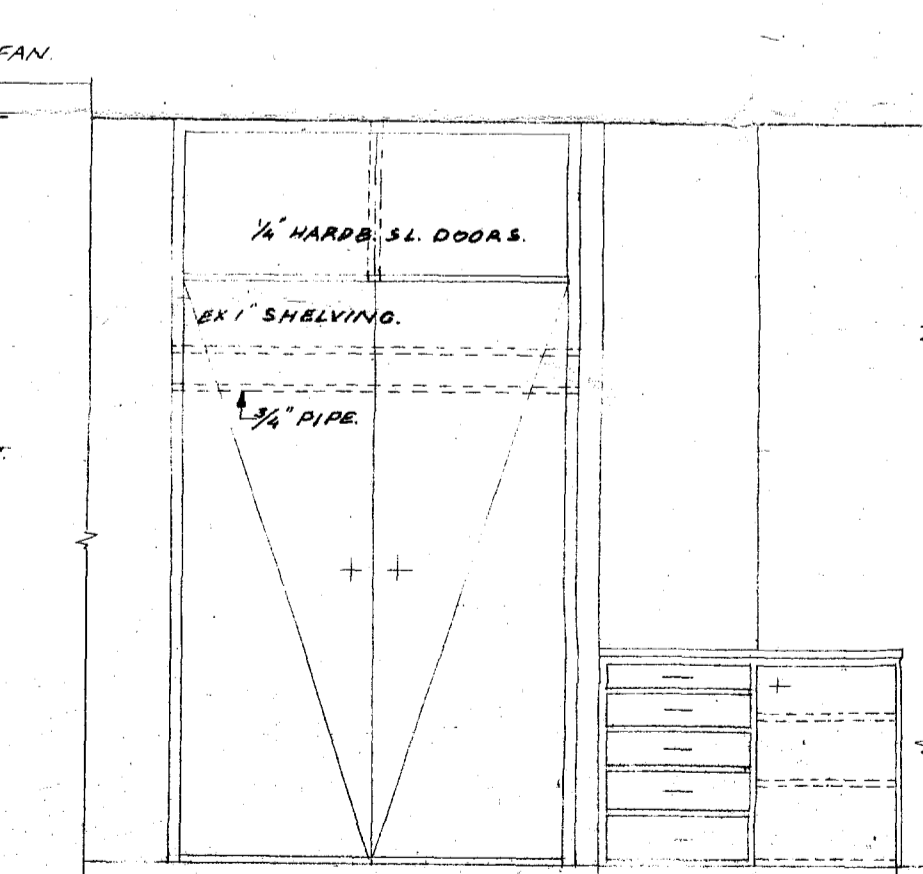 FAN.
1/4" HARDB. SL. DOORS.
EX 1" SHELVING.
3/4" PIPE.